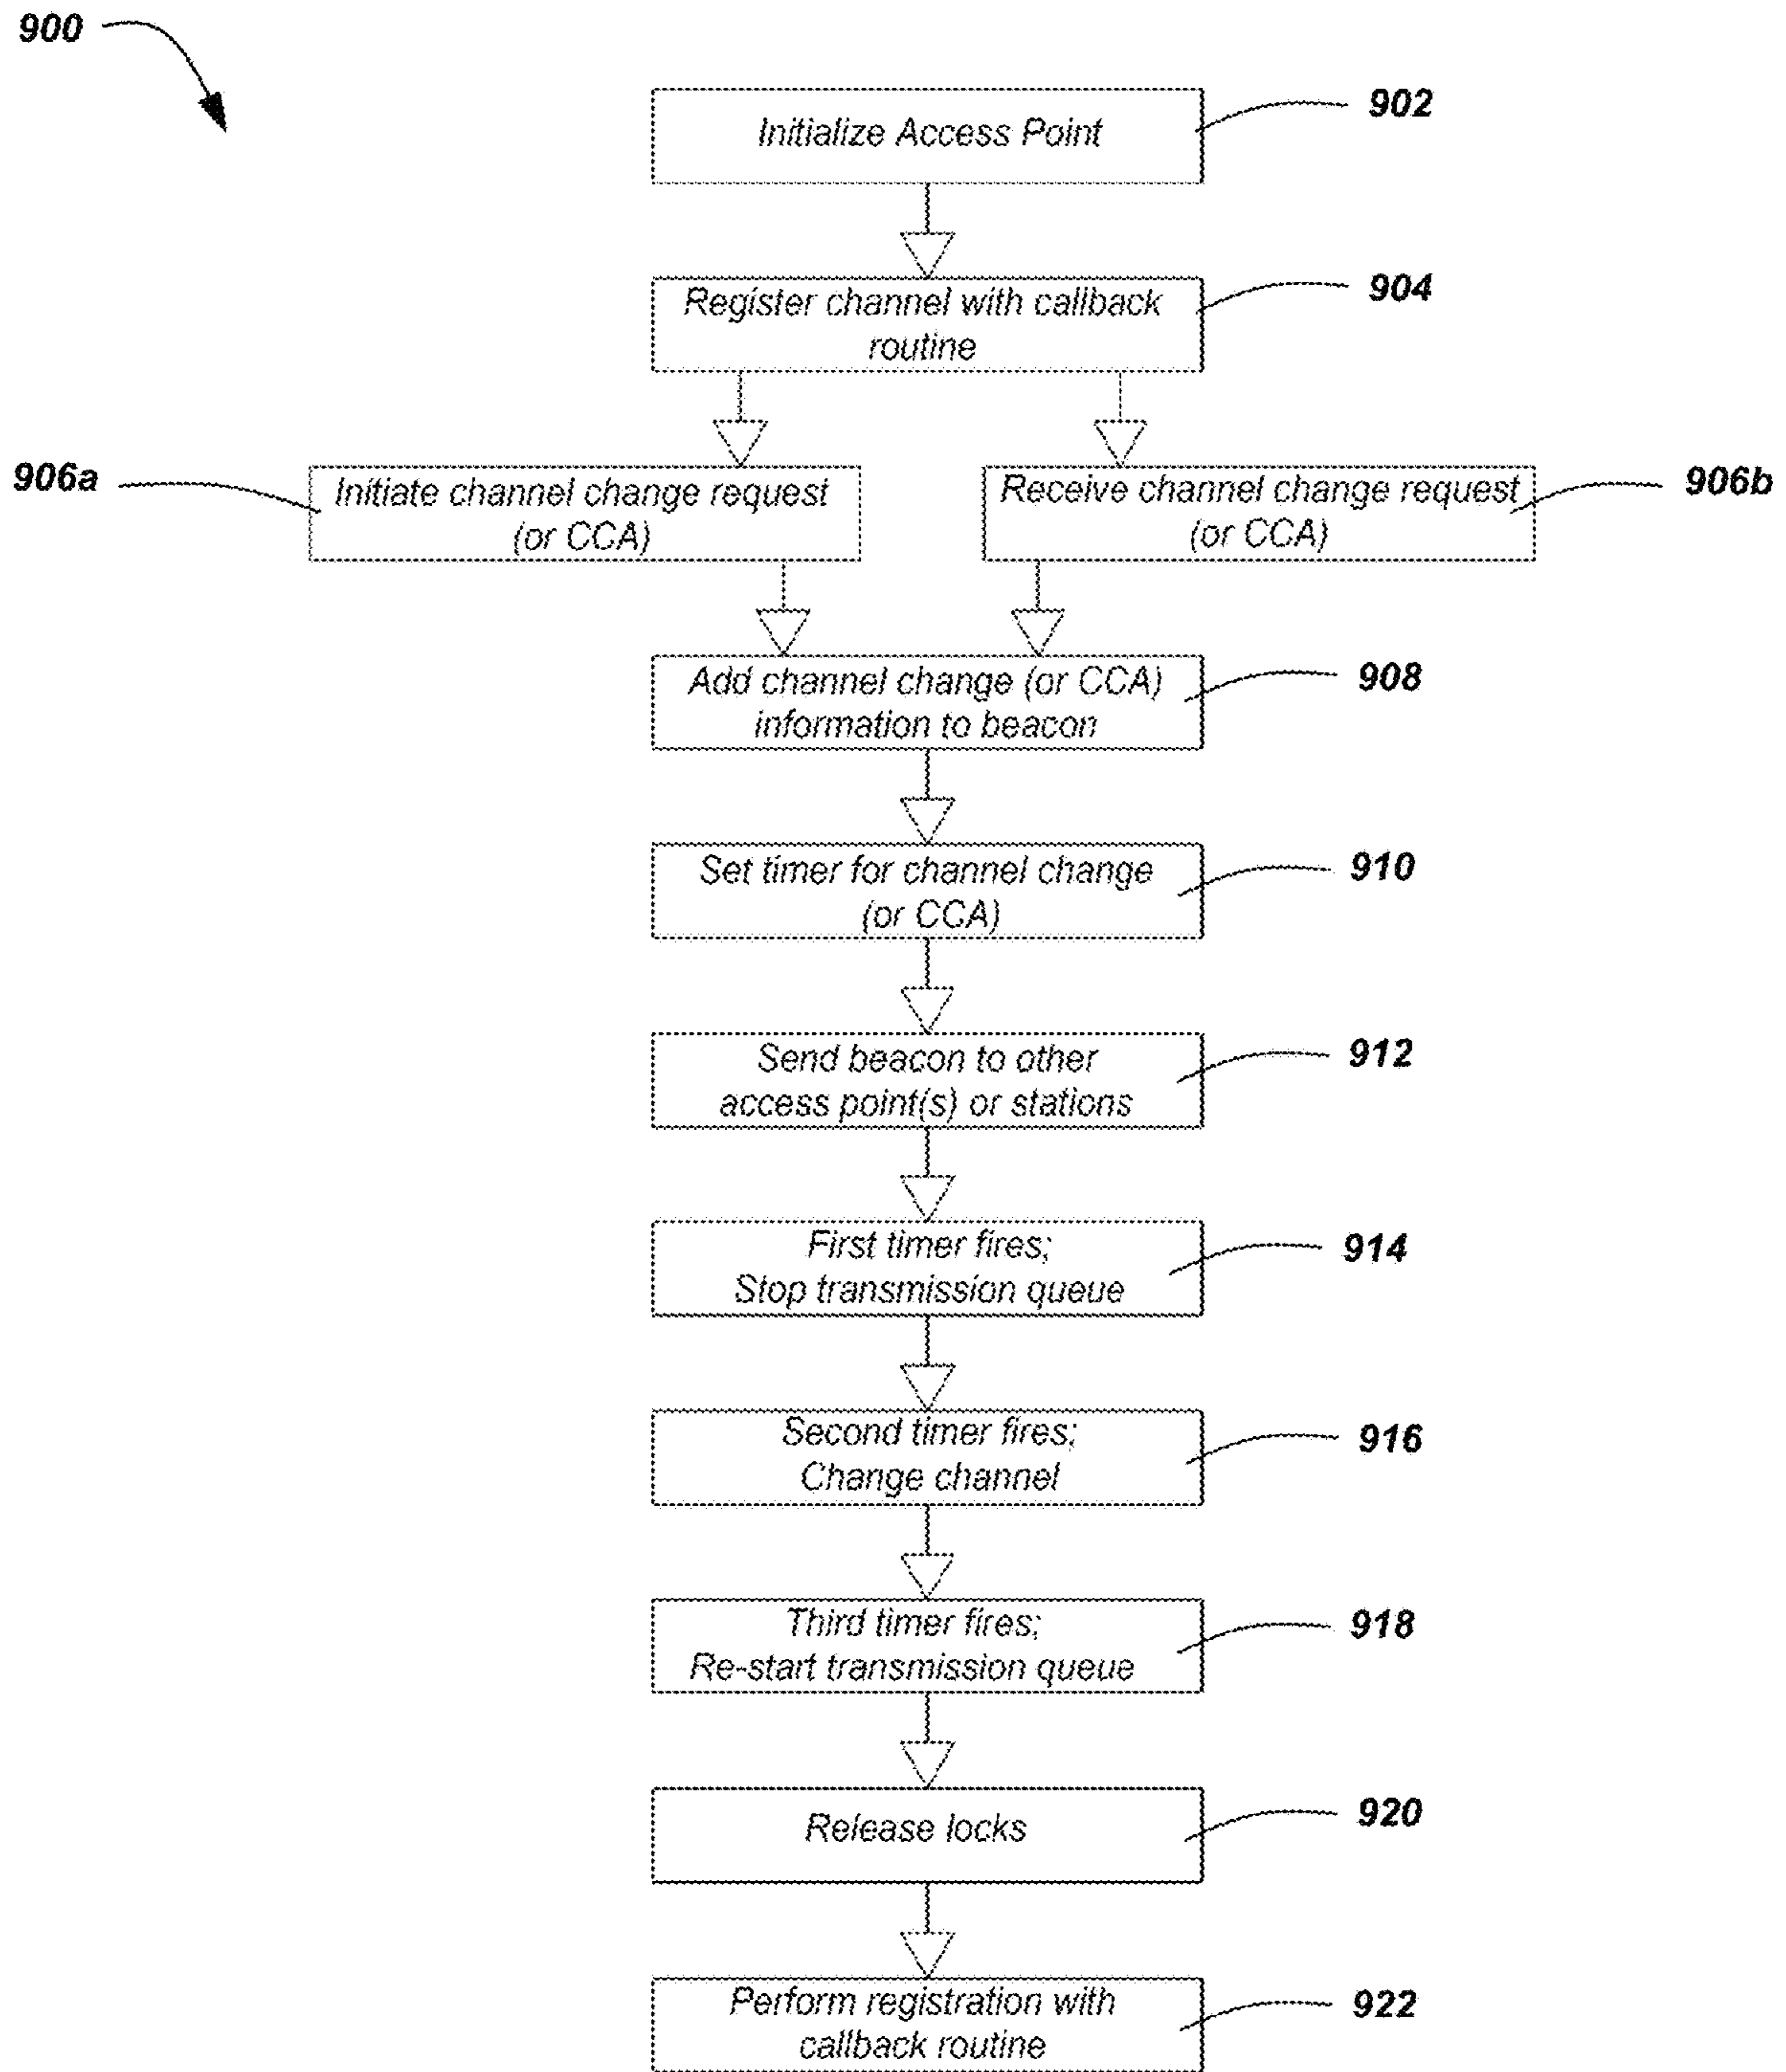 900
Initialize Access Point
902
Register channel with callback
routine
904
906a
Initiate channel change request
(or CCA)
Receive channel change request
(or CCA)
906b
Add channel change (or CCA)
information to beacon
908
Set timer for channel change
(or CCA)
910
Send beacon to other
access point(s) or stations
912
First timer fires;
Stop transmission queue
914
Second timer fires;
Change channel
916
Third timer fires;
Re-start transmission queue
918
Release locks
920
Perform registration with
callback routine
922